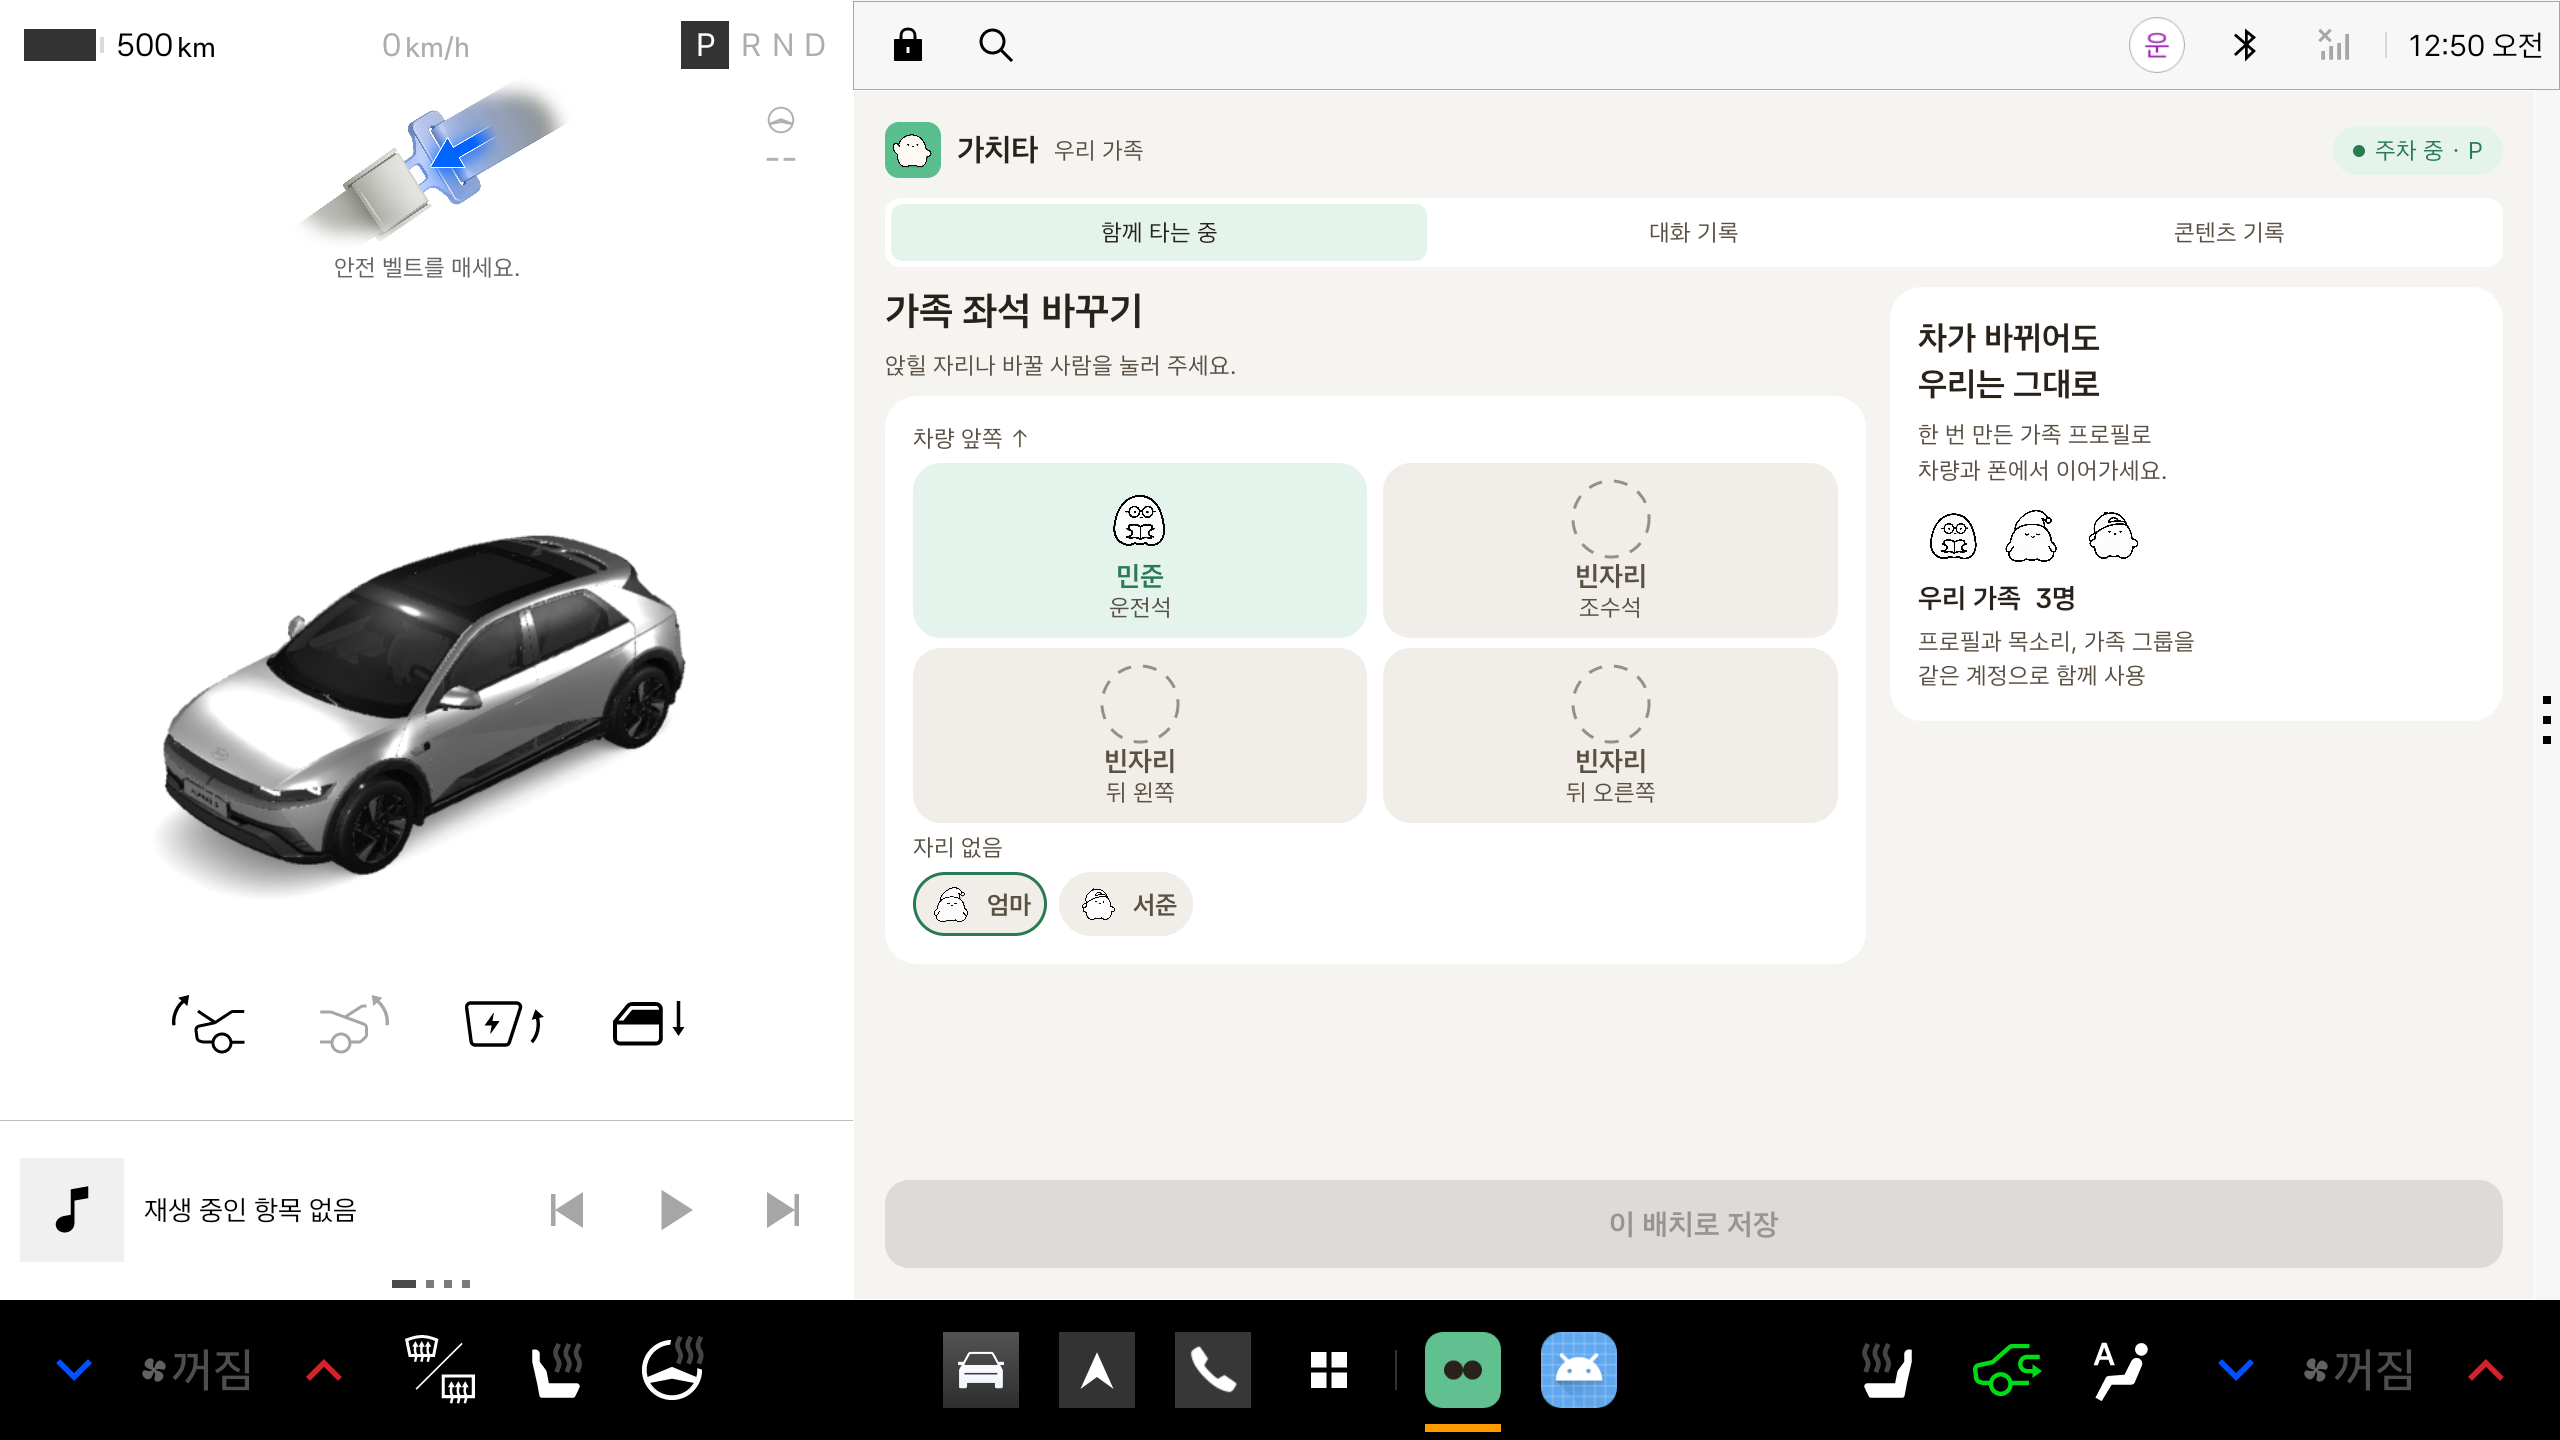 500 km
0 km/h
P R N D
12:50 오전
운
--
안전 벨트를 매세요.
가치타 우리 가족
주차 중 · P
함께 타는 중
대화 기록
콘텐츠 기록
가족 좌석 바꾸기
앉힐 자리나 바꿀 사람을 눌러 주세요.
차량 앞쪽 ↑
민준
운전석
빈자리
조수석
빈자리
뒤 왼쪽
빈자리
뒤 오른쪽
자리 없음
엄마
서준
차가 바뀌어도
우리는 그대로
한 번 만든 가족 프로필로
차량과 폰에서 이어가세요.
우리 가족 3명
프로필과 목소리, 가족 그룹을
같은 계정으로 함께 사용
이 배치로 저장
재생 중인 항목 없음
꺼짐
A
꺼짐